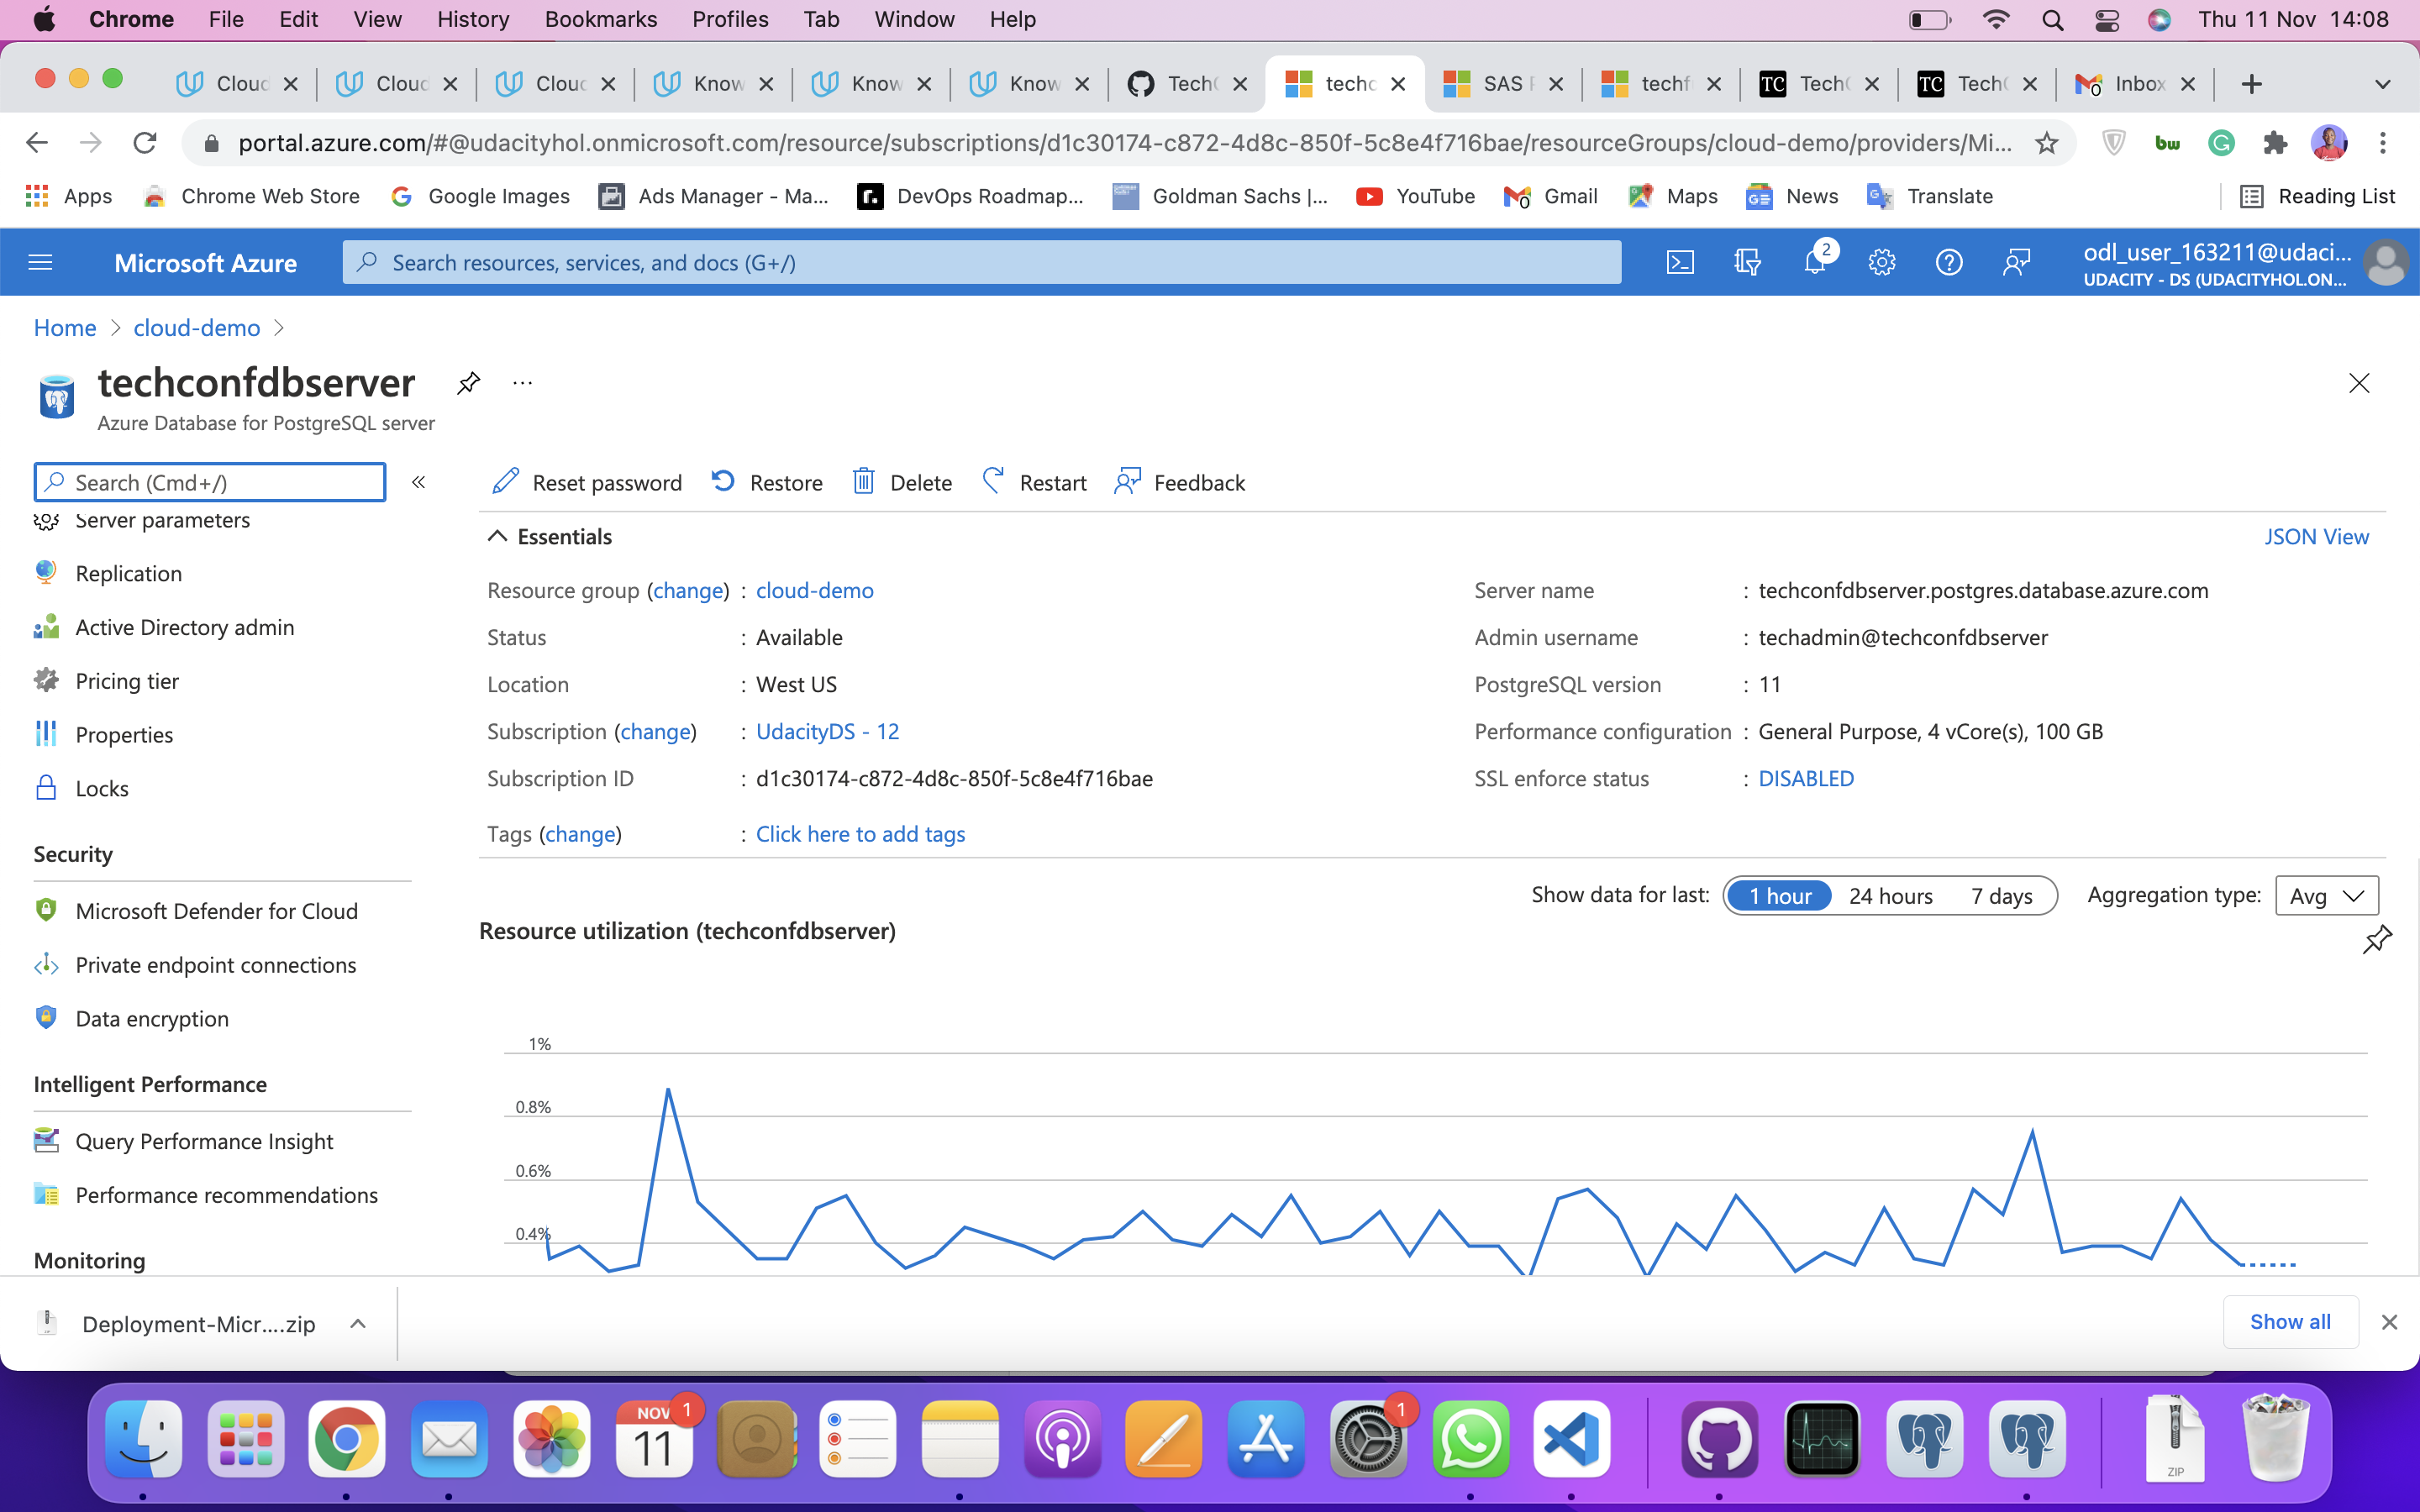 Chrome File Edit View History Bookmarks Profiles Tab Window Help Thu 11 Nov 14:08
Cloud Cloud Cloud Know Know Know Tech techc SAS techf Tech Tech Inbox
portal.azure.com/#@udacityhol.onmicrosoft.com/resource/subscriptions/d1c30174-c872-4d8c-850f-5c8e4f716bae/resourceGroups/cloud-demo/providers/Mi...
Apps Chrome Web Store Google Images Ads Manager - Ma... DevOps Roadmap... Goldman Sachs |... YouTube Gmail Maps News Translate Reading List
Microsoft Azure Search resources, services, and docs (G+/) 2 odl_user_163211@udaci...
UDACITY - DS (UDACITYHOL.ON...
Home > cloud-demo >
techconfdbserver ...
Azure Database for PostgreSQL server
Search (Cmd+/) « Reset password Restore Delete Restart Feedback
Server parameters
Replication
Active Directory admin
Pricing tier
Properties
Locks
Security
Microsoft Defender for Cloud
Private endpoint connections
Data encryption
Intelligent Performance
Query Performance Insight
Performance recommendations
Monitoring
Essentials JSON View
Resource group (change) : cloud-demo
Status : Available
Location : West US
Subscription (change) : UdacityDS - 12
Subscription ID : d1c30174-c872-4d8c-850f-5c8e4f716bae
Tags (change) : Click here to add tags
Server name : techconfdbserver.postgres.database.azure.com
Admin username : techadmin@techconfdbserver
PostgreSQL version : 11
Performance configuration : General Purpose, 4 vCore(s), 100 GB
SSL enforce status : DISABLED
Show data for last: 1 hour 24 hours 7 days Aggregation type: Avg
Resource utilization (techconfdbserver)
1%
0.8%
0.6%
0.4%
Deployment-Micr....zip Show all
NOV 1
11
1
ZIP